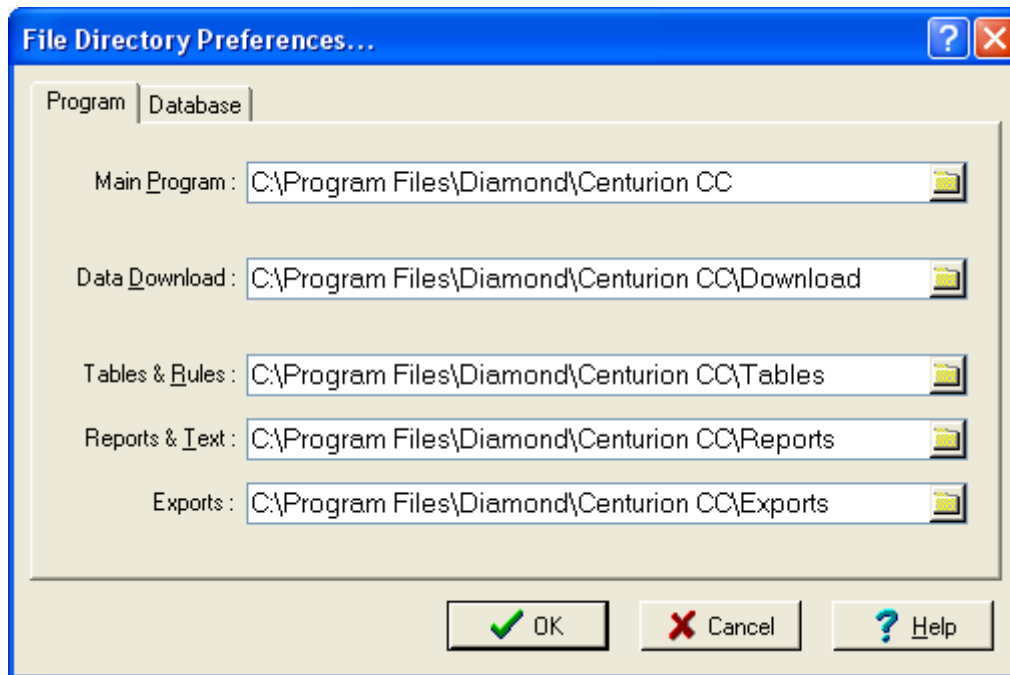 File Directory Preferences...
Program Database
Main Program : C:\Program Files\Diamond\Centurion CC
Data Download : C:\Program Files\Diamond\Centurion CC\Download
Tables & Rules : C:\Program Files\Diamond\Centurion CC\Tables
Reports & Text : C:\Program Files\Diamond\Centurion CC\Reports
Exports : C:\Program Files\Diamond\Centurion CC\Exports
OK Cancel ? Help